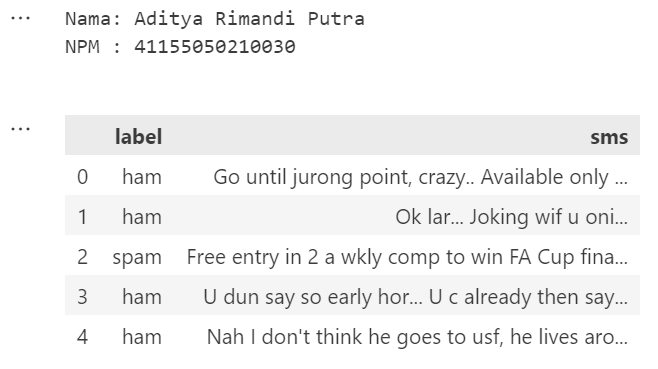 Nama: Aditya Rimandi Putra
NPM : 41155050210030
label sms
0 ham Go until jurong point, crazy.. Available only ...
1 ham Ok lar... Joking wif u oni...
2 spam Free entry in 2 a wkly comp to win FA Cup fina...
3 ham U dun say so early hor... U c already then say...
4 ham Nah I don't think he goes to usf, he lives aro...